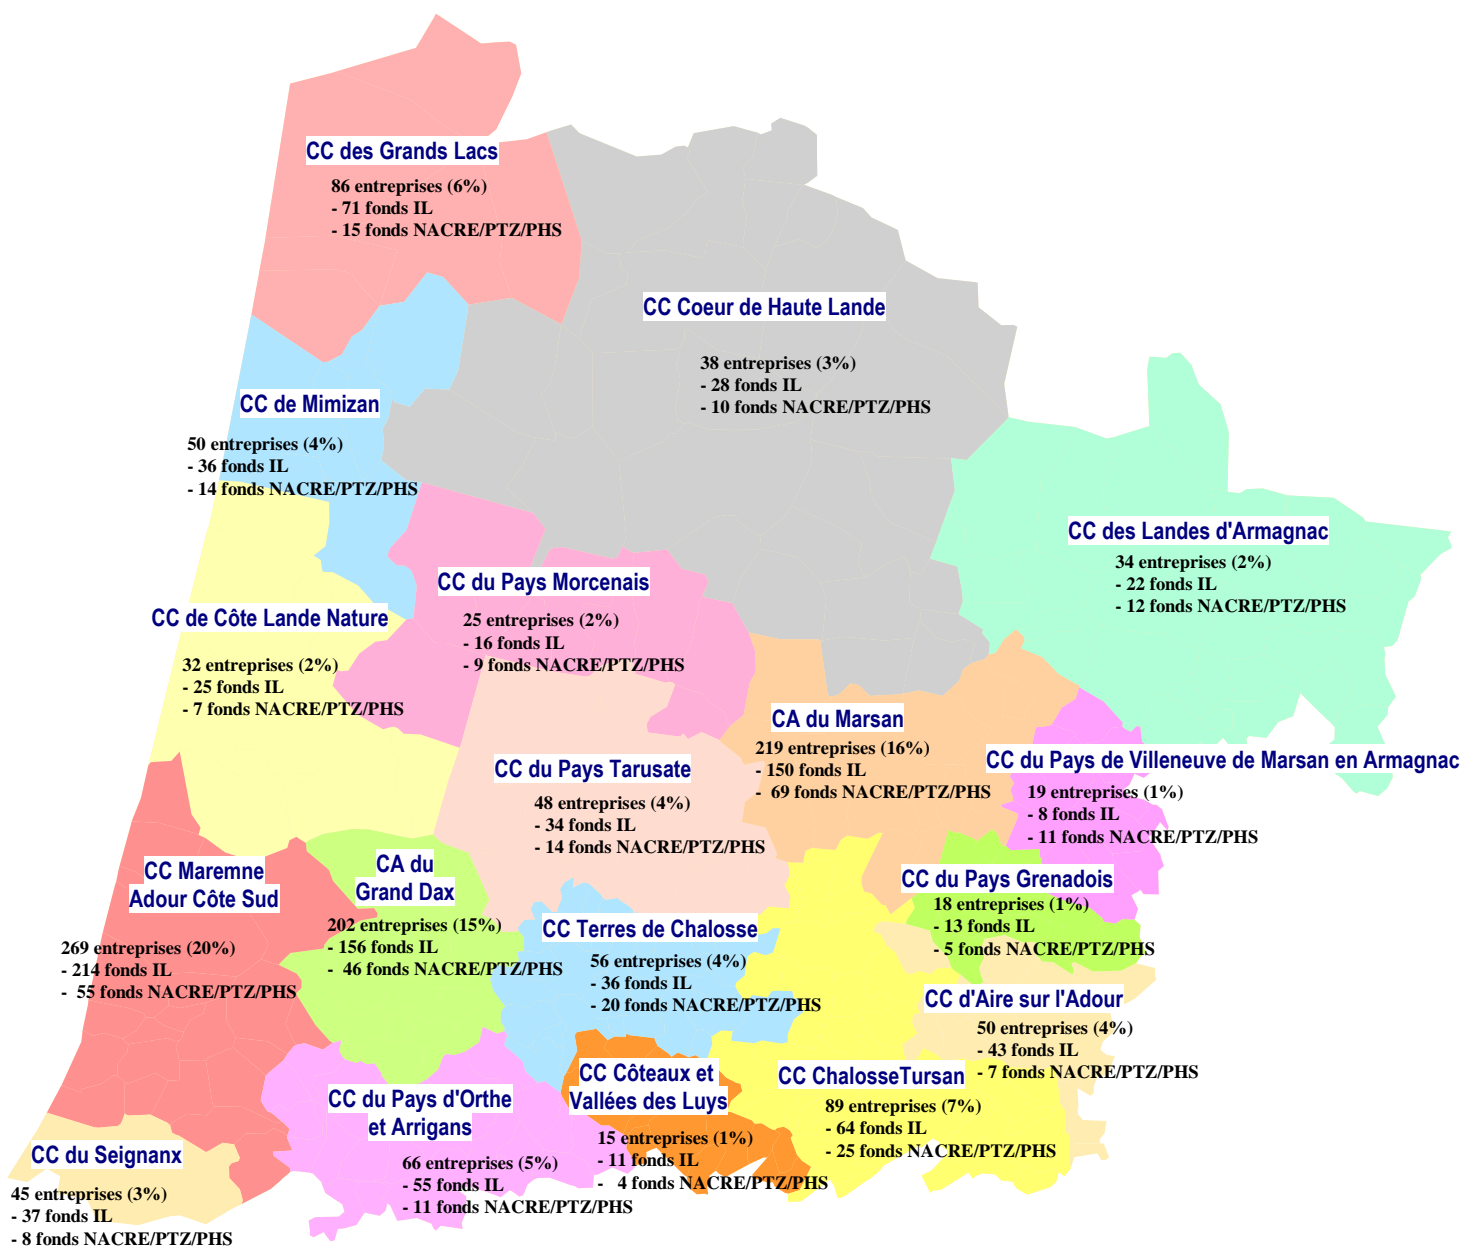 CC des Grands Lacs
86 entreprises (6%)
- 71 fonds IL
- 15 fonds NACRE/PTZ/PHS
CC Coeur de Haute Lande
38 entreprises (3%)
- 28 fonds IL
- 10 fonds NACRE/PTZ/PHS
CC de Mimizan
50 entreprises (4%)
- 36 fonds IL
- 14 fonds NACRE/PTZ/PHS
CC des Landes d'Armagnac
34 entreprises (2%)
- 22 fonds IL
- 12 fonds NACRE/PTZ/PHS
CC du Pays Morcenais
25 entreprises (2%)
- 16 fonds IL
- 9 fonds NACRE/PTZ/PHS
CC de Côte Lande Nature
32 entreprises (2%)
- 25 fonds IL
- 7 fonds NACRE/PTZ/PHS
CA du Marsan
219 entreprises (16%)
- 150 fonds IL
- 69 fonds NACRE/PTZ/PHS
CC du Pays de Villeneuve de Marsan en Armagnac
19 entreprises (1%)
- 8 fonds IL
- 11 fonds NACRE/PTZ/PHS
CC du Pays Tarusate
48 entreprises (4%)
- 34 fonds IL
- 14 fonds NACRE/PTZ/PHS
CC Maremne
Adour Côte Sud
269 entreprises (20%)
- 214 fonds IL
- 55 fonds NACRE/PTZ/PHS
CA du
Grand Dax
202 entreprises (15%)
- 156 fonds IL
- 46 fonds NACRE/PTZ/PHS
CC du Pays Grenadois
18 entreprises (1%)
- 13 fonds IL
- 5 fonds NACRE/PTZ/PHS
CC Terres de Chalosse
56 entreprises (4%)
- 36 fonds IL
- 20 fonds NACRE/PTZ/PHS
CC d'Aire sur l'Adour
50 entreprises (4%)
- 43 fonds IL
- 7 fonds NACRE/PTZ/PHS
CC Côteaux et
Vallées des Luys
15 entreprises (1%)
- 11 fonds IL
- 4 fonds NACRE/PTZ/PHS
CC ChalosseTursan
89 entreprises (7%)
- 64 fonds IL
- 25 fonds NACRE/PTZ/PHS
CC du Pays d'Orthe
et Arrigans
66 entreprises (5%)
- 55 fonds IL
- 11 fonds NACRE/PTZ/PHS
CC du Seignanx
45 entreprises (3%)
- 37 fonds IL
- 8 fonds NACRE/PTZ/PHS